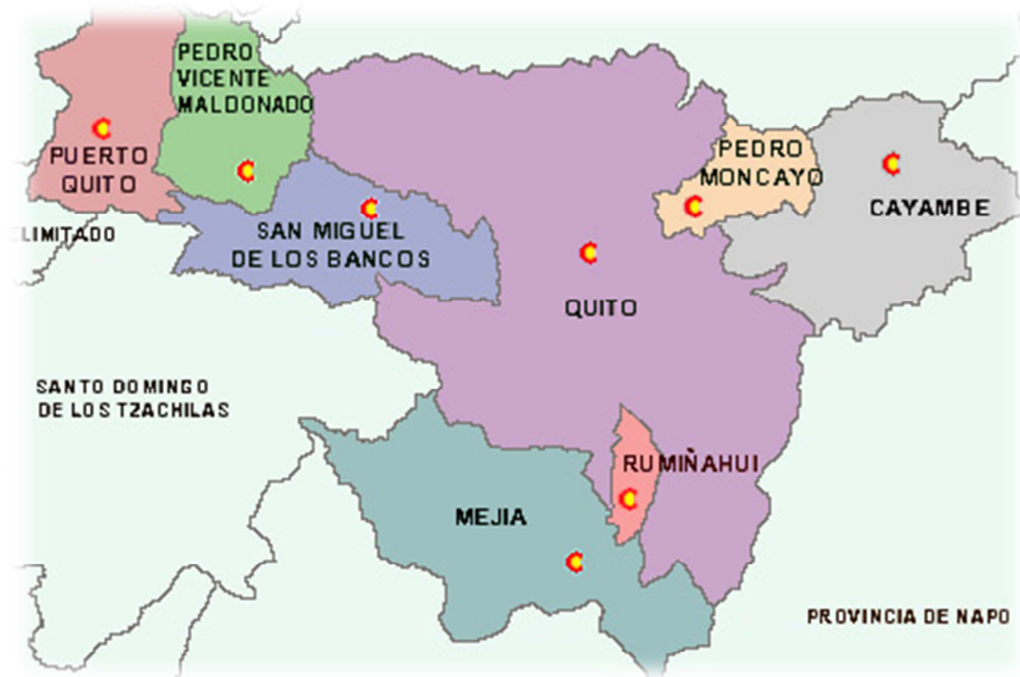 PEDRO
VICENTE
MALDONADO
PUERTO
QUITO
PEDRO
MONCAYO
CAYAMBE
ELIMITADO
SAN MIGUEL
DE LOS BANCOS
QUITO
SANTO DOMINGO
DE LOS TZACHILAS
RUMIÑAHUI
MEJIA
PROVINCIA DE NAPO